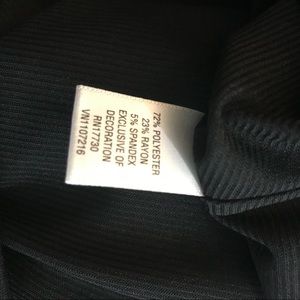 72% POLYESTER
23% RAYON
5% SPANDEX
EXCLUSIVE OF
DECORATION
RN17730
VN1107216